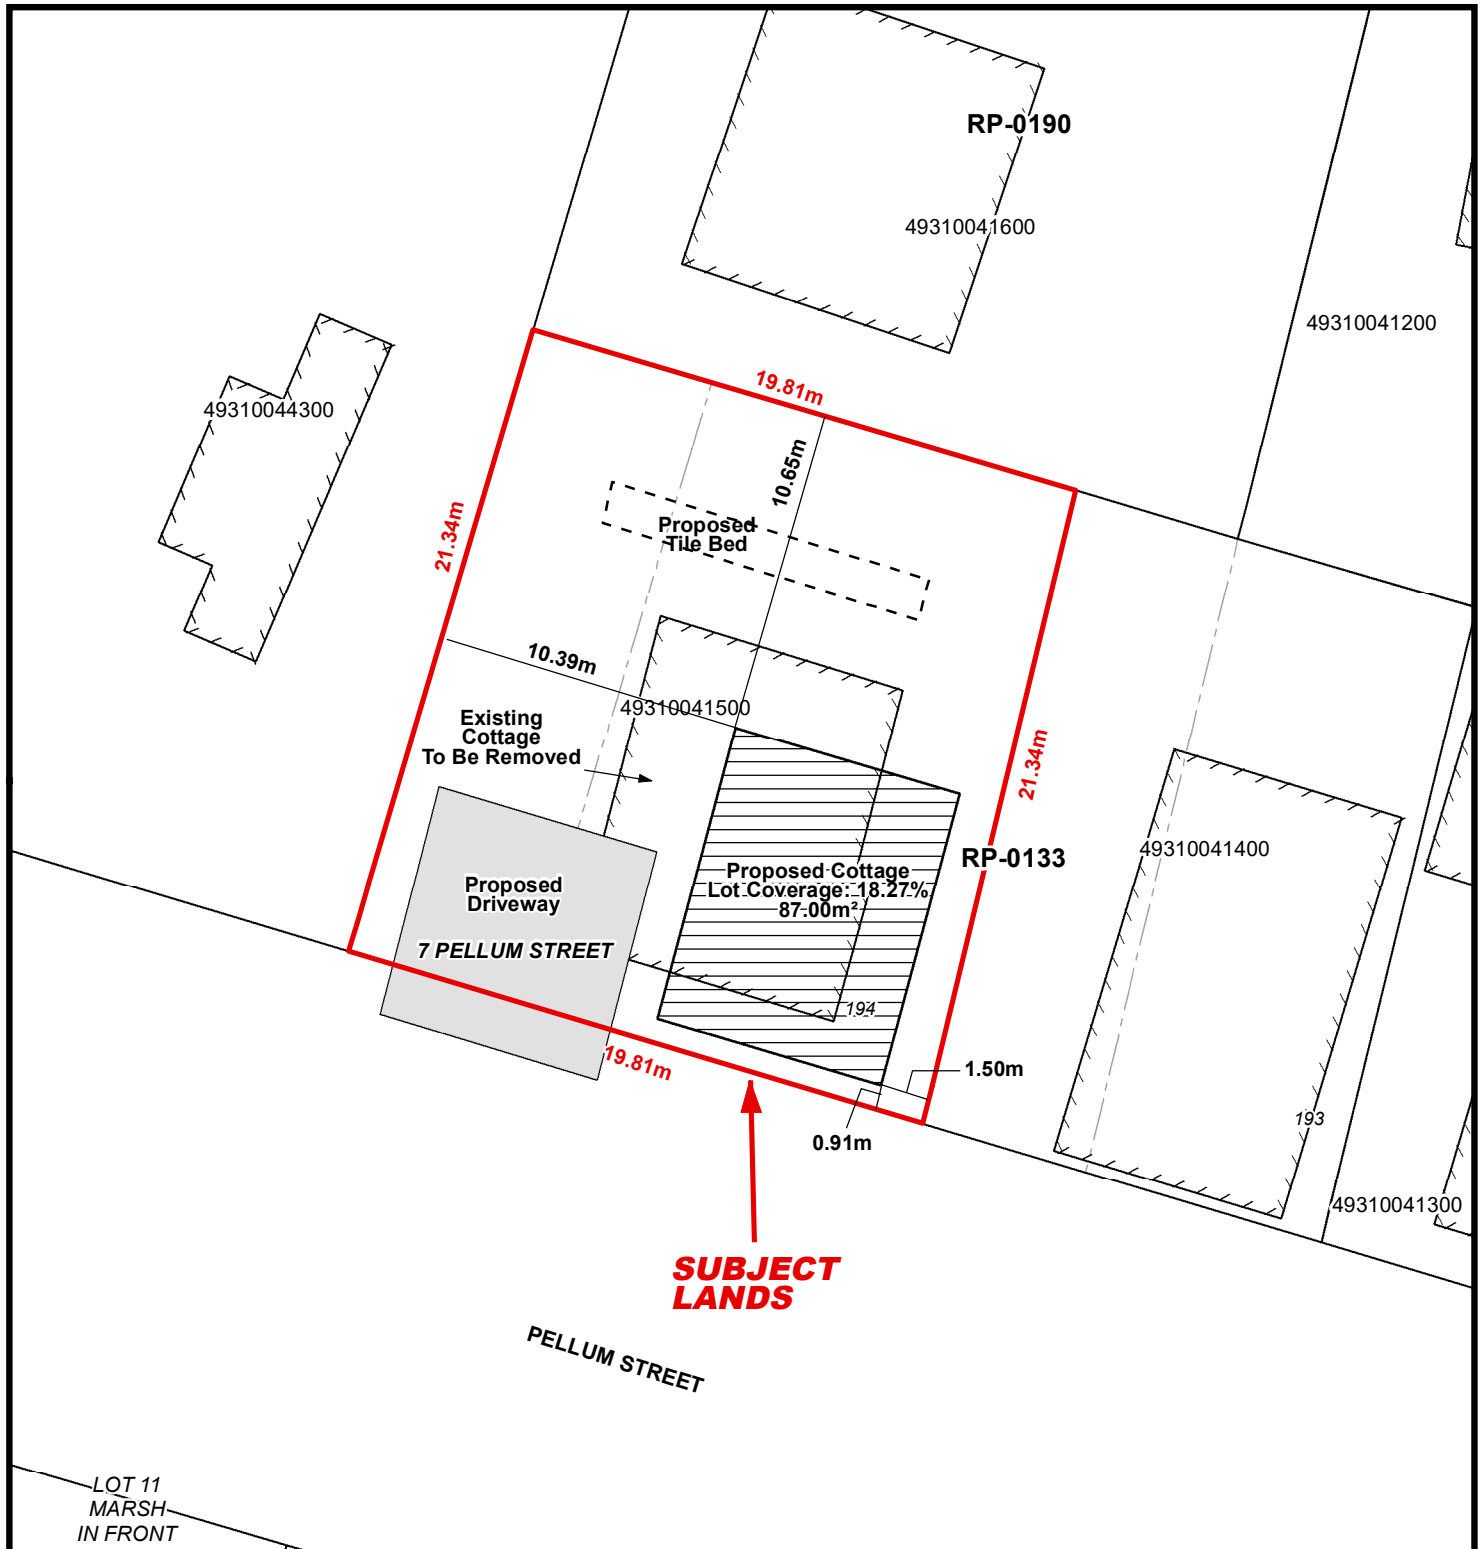 RP-0190
49310041600
49310041200
49310044300
19.81m
10.65m
21.34m
Proposed
Tile Bed
10.39m
49310041500
Existing
Cottage
To Be Removed
21.34m
RP-0133
49310041400
Proposed Cottage
Lot Coverage: 18.27%
87.00m²
Proposed
Driveway
7 PELLUM STREET
194
19.81m
1.50m
0.91m
193
49310041300
SUBJECT
LANDS
PELLUM STREET
LOT 11
MARSH
IN FRONT